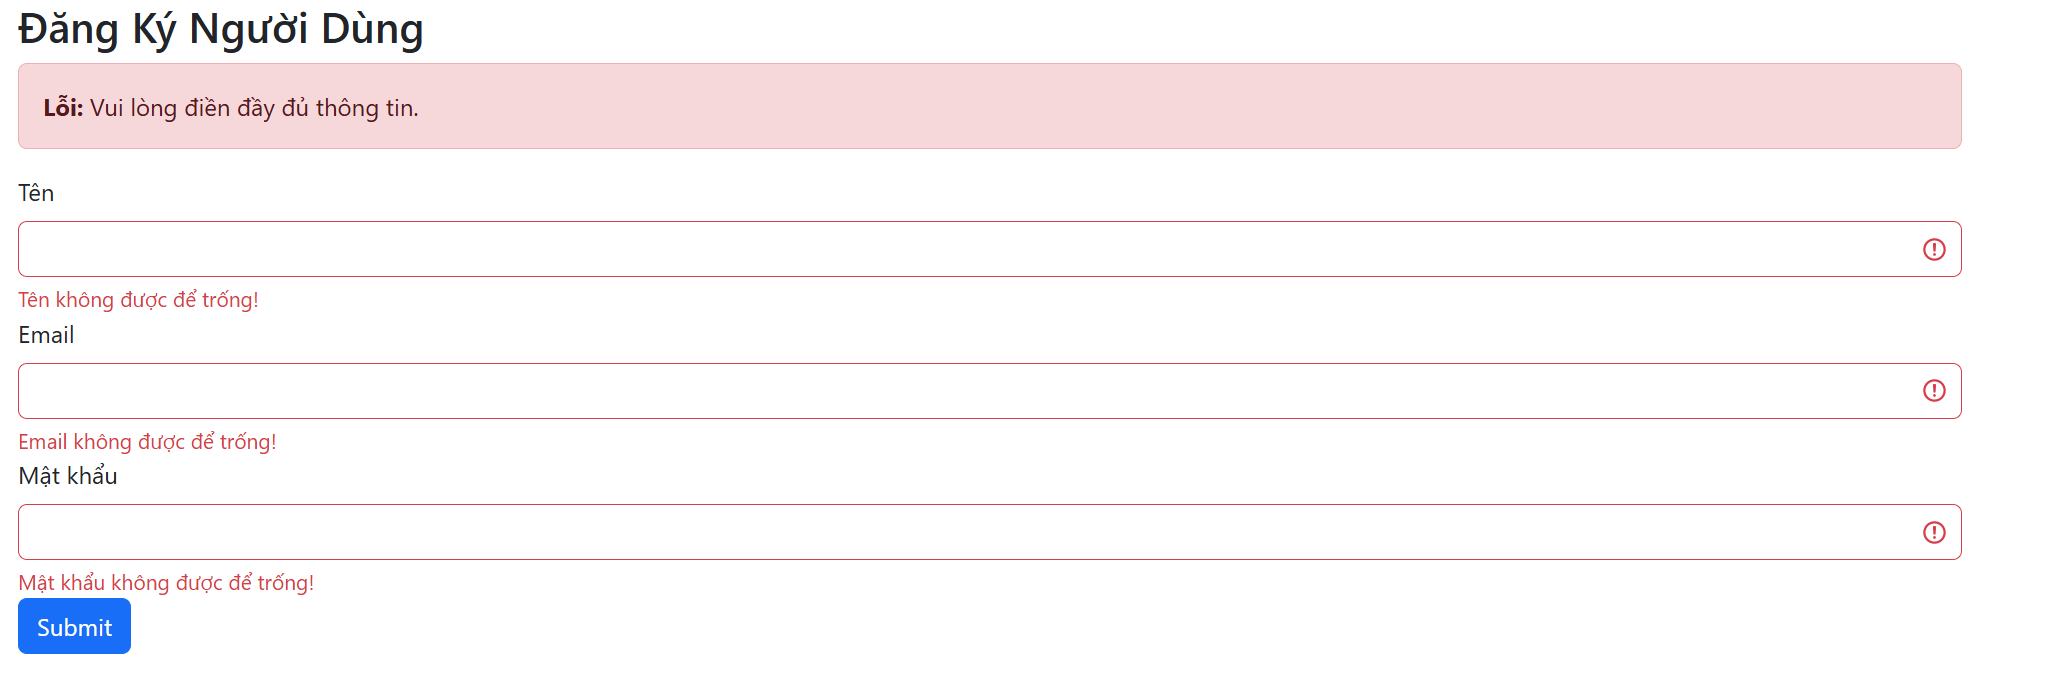 Đăng Ký Người Dùng
Lỗi: Vui lòng điền đầy đủ thông tin.
Tên
Tên không được để trống!
Email
Email không được để trống!
Mật khẩu
Mật khẩu không được để trống!
Submit